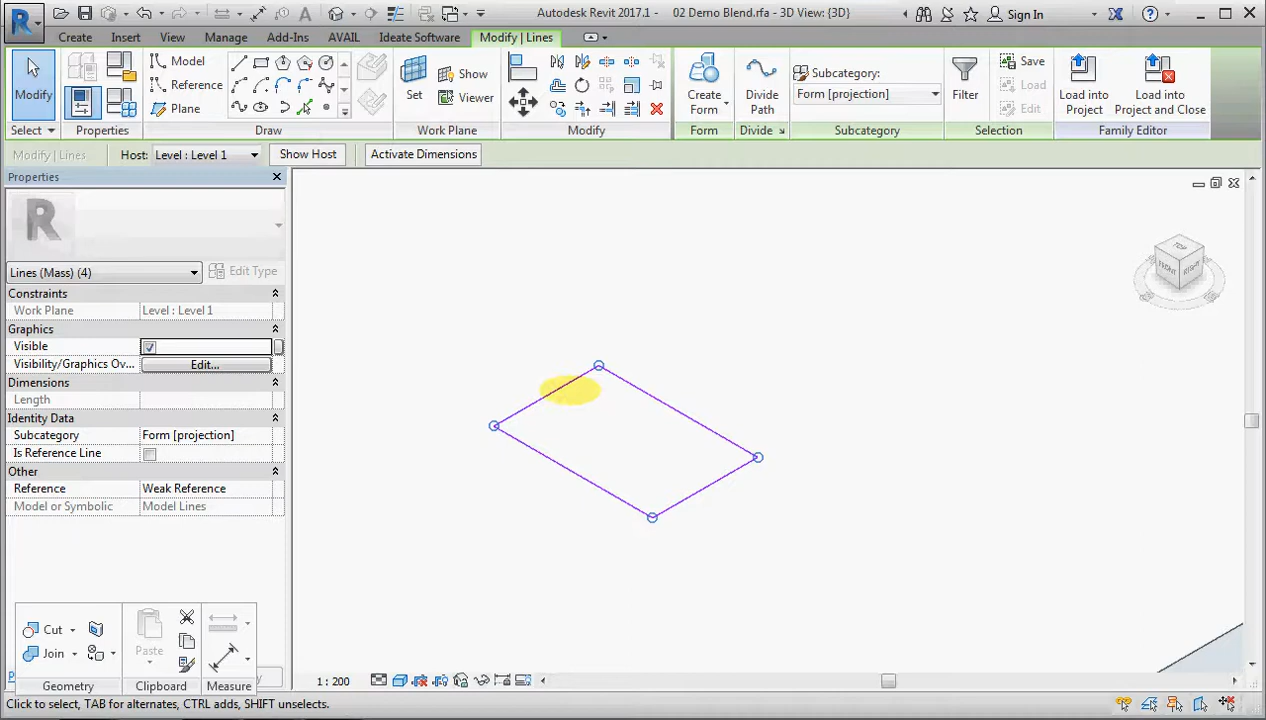 R Autodesk Revit 2017.1 - 02 Demo Blend.rfa - 3D View: {3D} Sign In
Create Insert View Manage Add-Ins AVAIL Ideate Software Modify | Lines
Modify
Model
Reference
Plane
Set
Show
Viewer
Create
Form
Divide
Path
Subcategory:
Form [projection]
Filter
Save
Load
Edit
Load into
Project
Load into
Project and Close
Select Properties Draw Work Plane Modify Form Divide Subcategory Selection Family Editor
Modify | Lines Host: Level : Level 1 Show Host Activate Dimensions
Properties
R
Lines (Mass) (4) Edit Type
Constraints
Work Plane Level : Level 1
Graphics
Visible
Visibility/Graphics Ov... Edit...
Dimensions
Length
Identity Data
Subcategory Form [projection]
Is Reference Line
Other
Reference Weak Reference
Model or Symbolic Model Lines
TOP
FRONT RIGHT
Cut
Join
Paste
Geometry Clipboard Measure
1 : 200
Click to select, TAB for alternates, CTRL adds, SHIFT unselects.